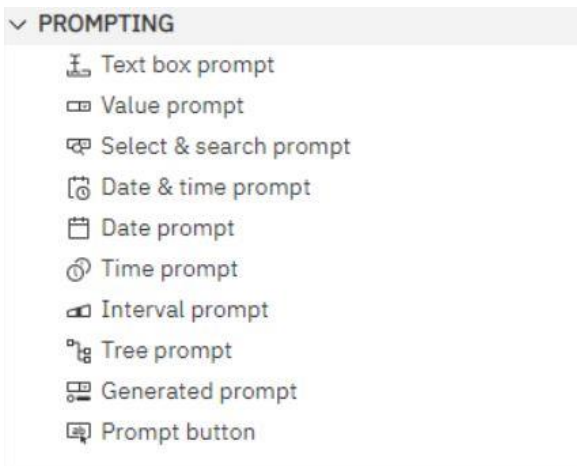 PROMPTING
Text box prompt
Value prompt
Select & search prompt
Date & time prompt
Date prompt
Time prompt
Interval prompt
Tree prompt
Generated prompt
Prompt button